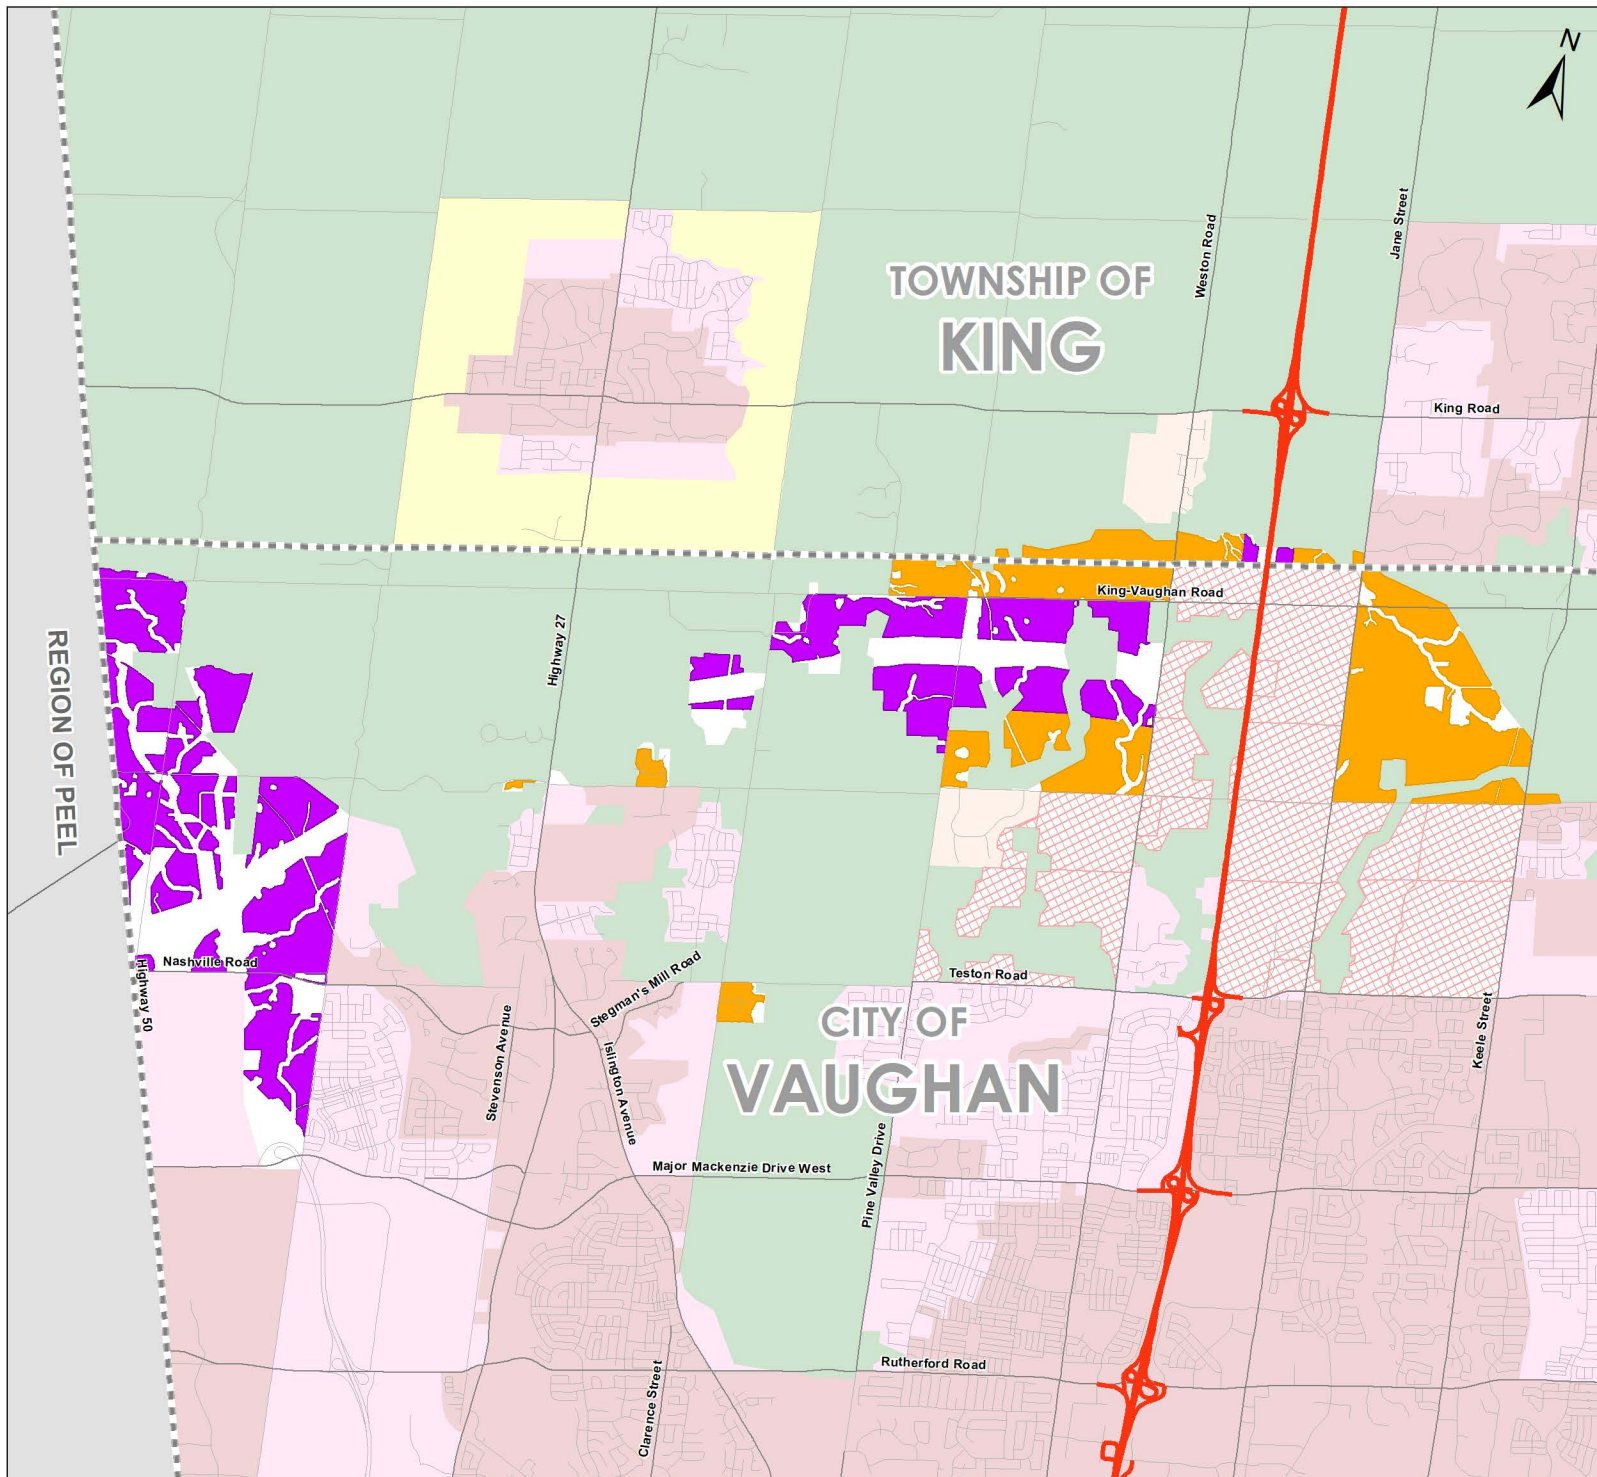 N
Jane Street
Weston Road
TOWNSHIP OF
KING
King Road
King-Vaughan Road
Highway 27
REGION OF PEEL
Nashville Road
Highway 50
Stegman's Mill Road
Teston Road
Stevenson Avenue
Islington Avenue
CITY OF
VAUGHAN
Keele Street
Pine Valley Drive
Major Mackenzie Drive West
Rutherford Road
Clarence Street